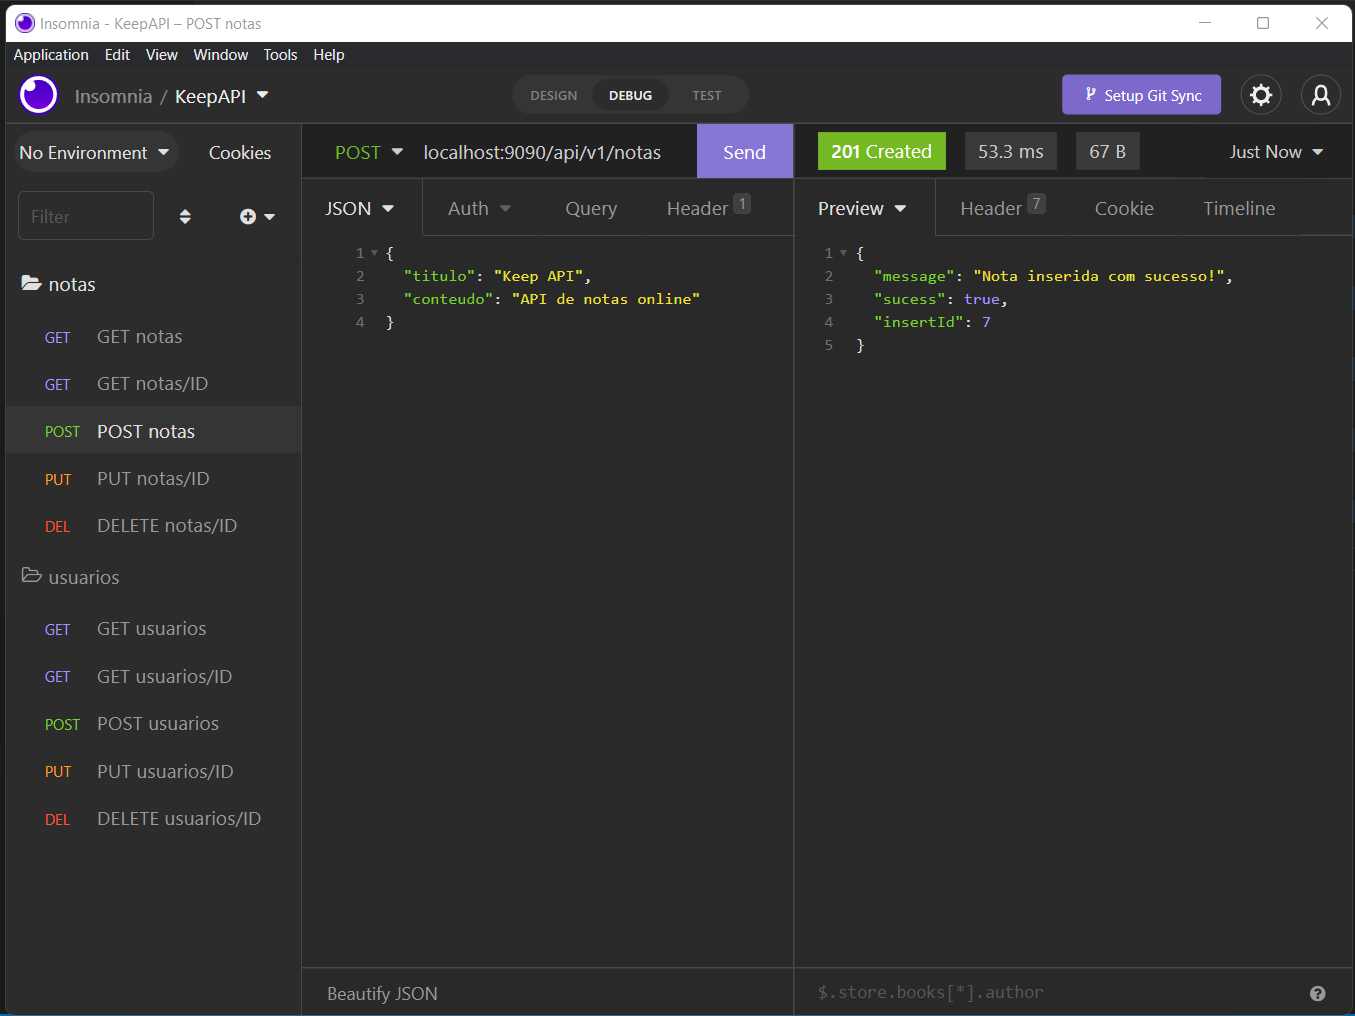 Insomnia - KeepAPI – POST notas
Application Edit View Window Tools Help
Insomnia / KeepAPI
DESIGN DEBUG TEST
Setup Git Sync
No Environment Cookies
Filter
notas
GET GET notas
GET GET notas/ID
POST POST notas
PUT PUT notas/ID
DEL DELETE notas/ID
usuarios
GET GET usuarios
GET GET usuarios/ID
POST POST usuarios
PUT PUT usuarios/ID
DEL DELETE usuarios/ID
POST localhost:9090/api/v1/notas Send
JSON Auth Query Header 1
1 {
2 "titulo": "Keep API",
3 "conteudo": "API de notas online"
4 }
Beautify JSON
201 Created 53.3 ms 67 B Just Now
Preview Header 7 Cookie Timeline
1 {
2 "message": "Nota inserida com sucesso!",
3 "sucess": true,
4 "insertId": 7
5 }
$.store.books[*].author
?